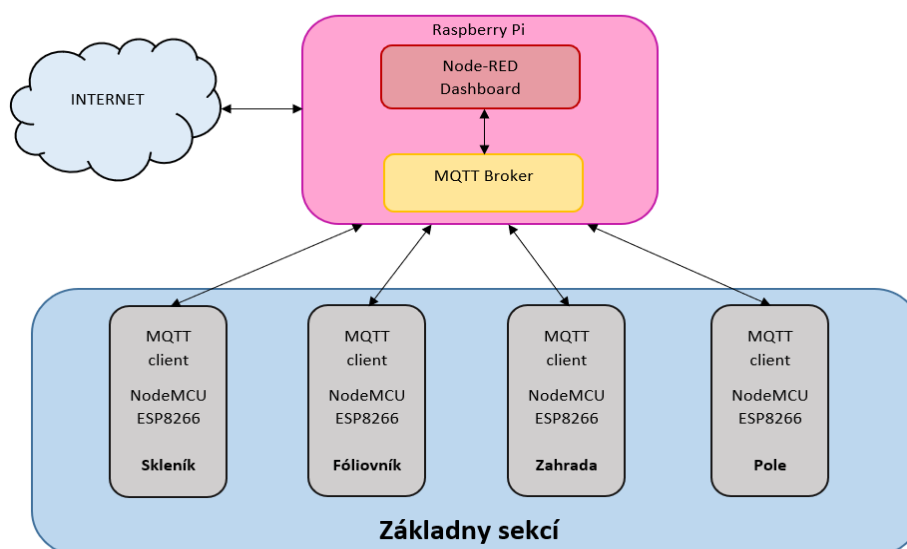 Raspberry Pi
Node-RED
Dashboard
INTERNET
MQTT Broker
MQTT
client
NodeMCU
ESP8266
Skleník
MQTT
client
NodeMCU
ESP8266
Fóliovník
MQTT
client
NodeMCU
ESP8266
Zahrada
MQTT
client
NodeMCU
ESP8266
Pole
Základny sekcí